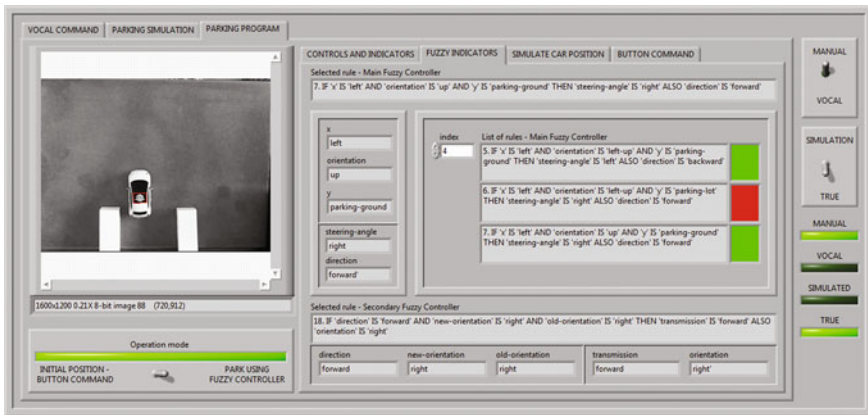 VOCAL COMMAND
PARKING SIMULATION
PARKING PROGRAM
1600x1200 0.21X 8-bit image 88 (720,912)
Operation mode
INITIAL POSITION -
BUTTON COMMAND
PARK USING
FUZZY CONTROLLER
CONTROLS AND INDICATORS
FUZZY INDICATORS
SIMULATE CAR POSITION
BUTTON COMMAND
Selected rule - Main Fuzzy Controller
7. IF 'x' IS 'left' AND 'orientation' IS 'up' AND 'y' IS 'parking-ground' THEN 'steering-angle' IS 'right' ALSO 'direction' IS 'forward'
x
left
orientation
up
y
parking-ground
steering-angle
right
direction
forward'
index
4
List of rules - Main Fuzzy Controller
5. IF 'x' IS 'left' AND 'orientation' IS 'left-up' AND 'y' IS 'parking-
ground' THEN 'steering-angle' IS 'left' ALSO 'direction' IS 'backward'
6. IF 'x' IS 'left' AND 'orientation' IS 'left-up' AND 'y' IS 'parking-lot'
THEN 'steering-angle' IS 'right' ALSO 'direction' IS 'forward'
7. IF 'x' IS 'left' AND 'orientation' IS 'up' AND 'y' IS 'parking-ground'
THEN 'steering-angle' IS 'right' ALSO 'direction' IS 'forward'
Selected rule - Secondary Fuzzy Controller
18. IF 'direction' IS 'forward' AND 'new-orientation' IS 'right' AND 'old-orientation' IS 'right' THEN 'transmission' IS 'forward' ALSO
'orientation' IS 'right'
direction
forward
new-orientation
right
old-orientation
right
transmission
forward
orientation
right'
MANUAL
VOCAL
SIMULATION
TRUE
MANUAL
VOCAL
SIMULATED
TRUE